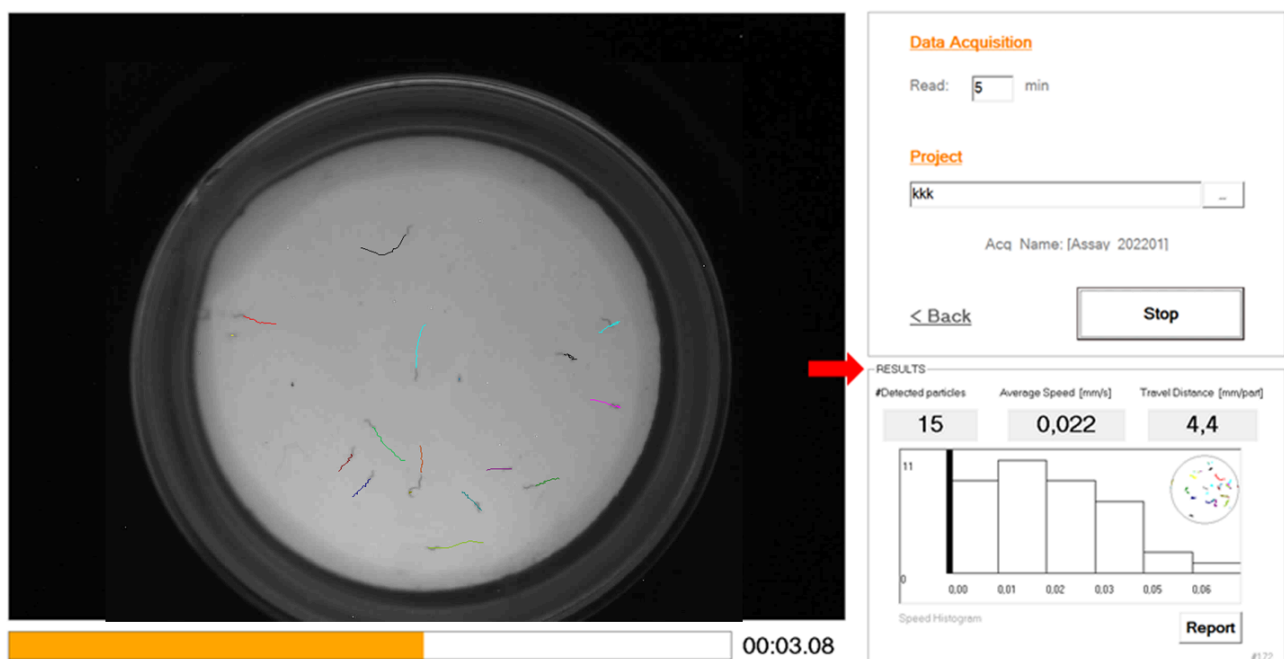 Data Acquisition
Read: 5 min
Project
kkk ...
Acq Name: [Assay 202201]
< Back Stop
RESULTS
#Detected particles Average Speed [mm/s] Travel Distance [mm/part]
15 0,022 4,4
11
0
0,00 0,01 0,02 0,03 0,05 0,06
Speed Histogram
Report
#172
00:03.08